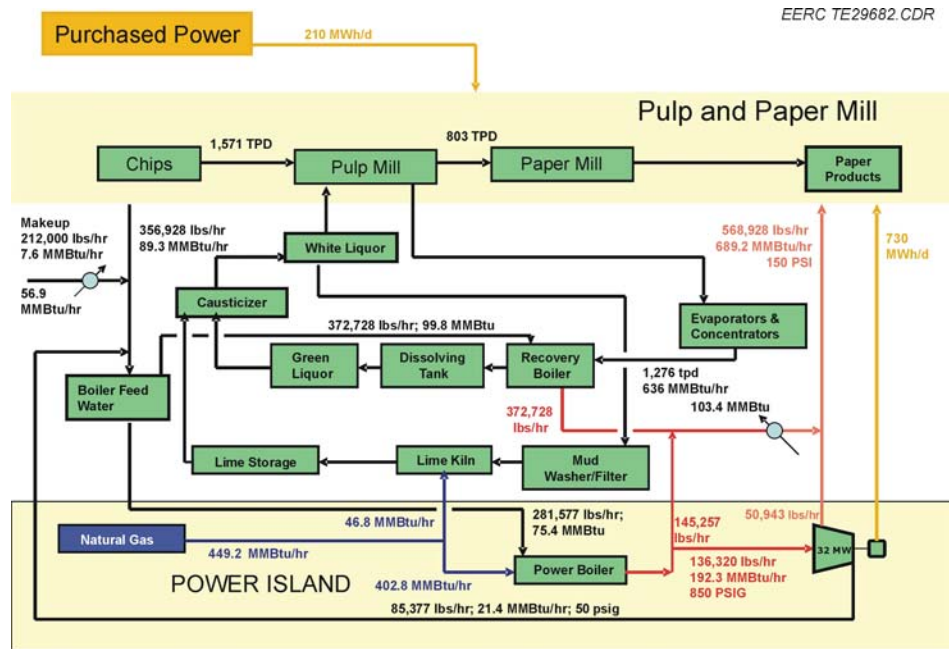 EERC TE29682.CDR
Purchased Power
210 MWh/d
Pulp and Paper Mill
1,571 TPD
803 TPD
Chips
Pulp Mill
Paper Mill
Paper
Products
Makeup
212,000 lbs/hr
7.6 MMBtu/hr
356,928 lbs/hr
89.3 MMBtu/hr
568,928 lbs/hr
689.2 MMBtu/hr
150 PSI
730
MWh/d
White Liquor
56.9
MMBtu/hr
Causticizer
Evaporators &
Concentrators
372,728 lbs/hr; 99.8 MMBtu
Green
Liquor
Dissolving
Tank
Recovery
Boiler
1,276 tpd
636 MMBtu/hr
Boiler Feed
Water
372,728
lbs/hr
103.4 MMBtu
Lime Storage
Lime Kiln
Mud
Washer/Filter
Natural Gas
46.8 MMBtu/hr
449.2 MMBtu/hr
281,577 lbs/hr;
75.4 MMBtu
145,257
lbs/hr
50,943 lbs/hr
32 MW
POWER ISLAND
402.8 MMBtu/hr
Power Boiler
136,320 lbs/hr
192.3 MMBtu/hr
850 PSIG
85,377 lbs/hr; 21.4 MMBtu/hr; 50 psig